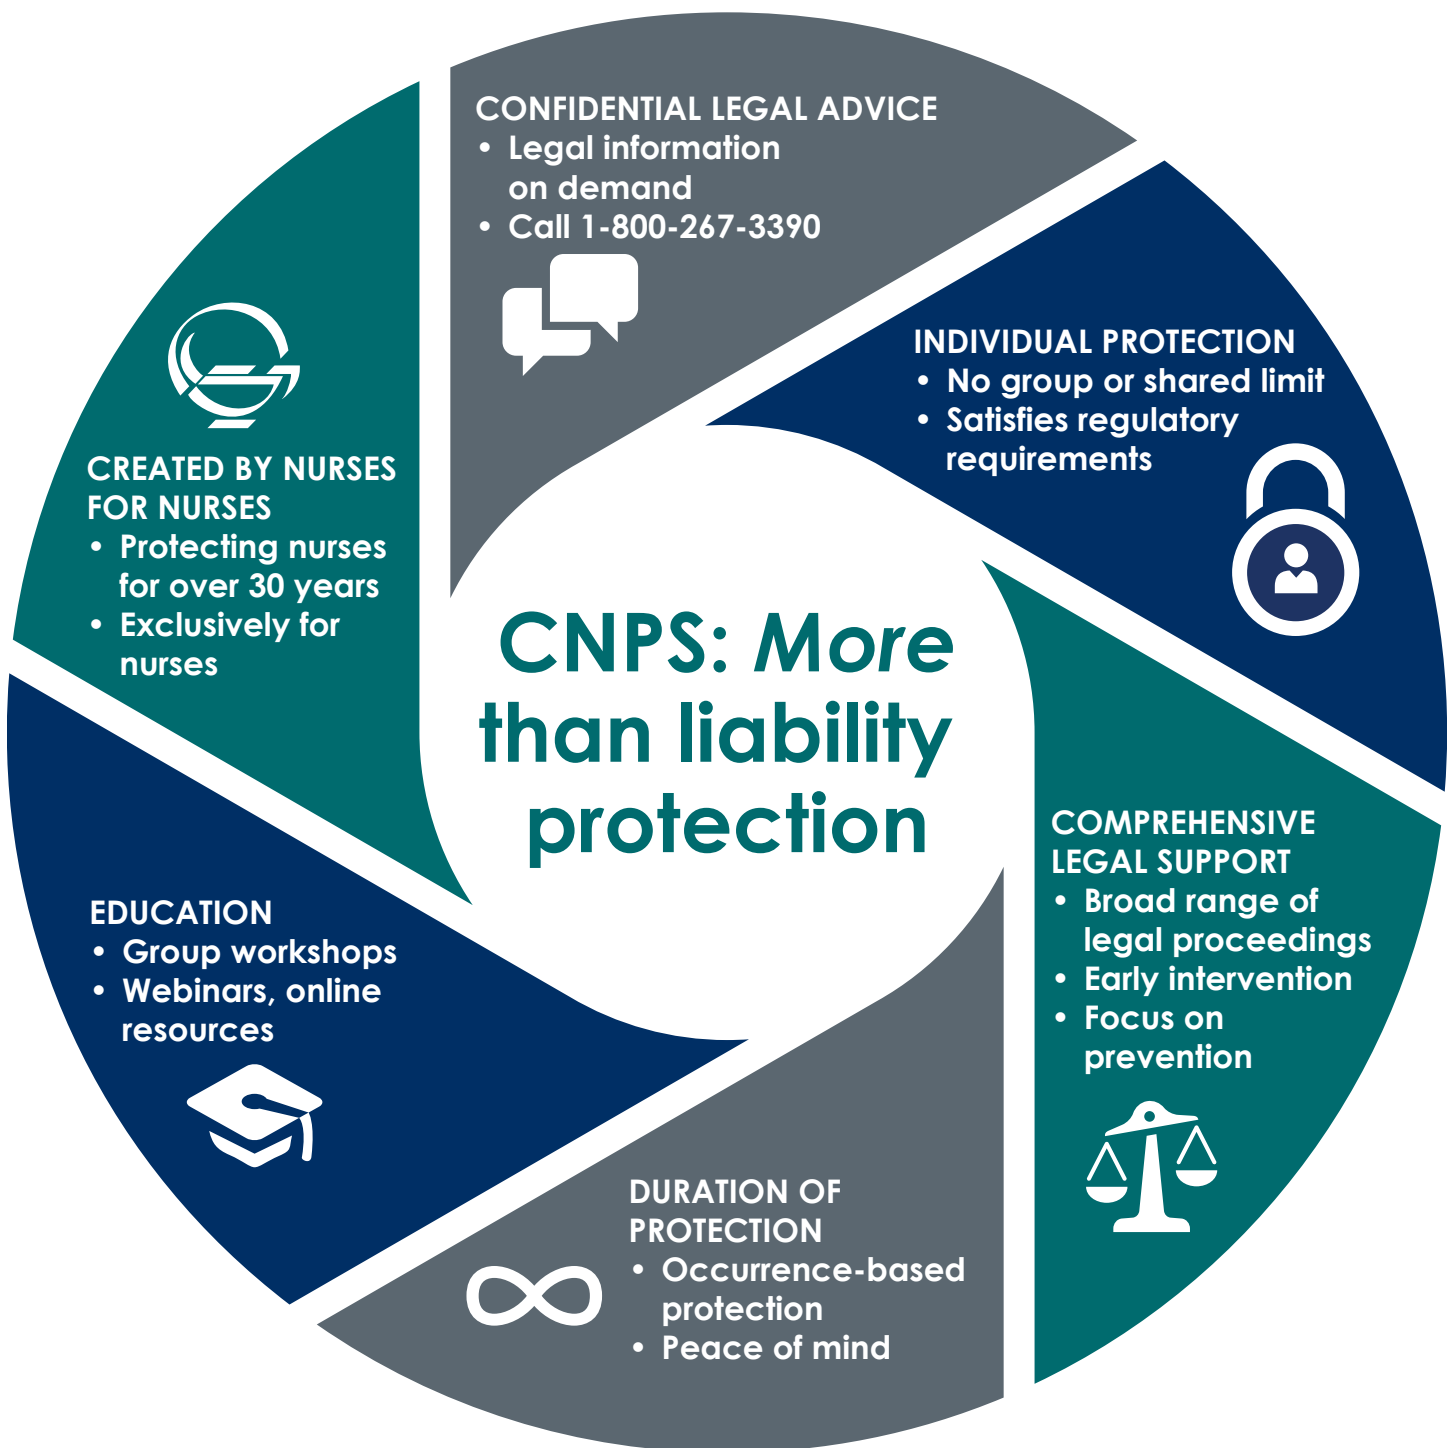 CONFIDENTIAL LEGAL ADVICE
• Legal information
on demand
• Call 1-800-267-3390
INDIVIDUAL PROTECTION
• No group or shared limit
• Satisfies regulatory
requirements
COMPREHENSIVE
LEGAL SUPPORT
• Broad range of
legal proceedings
• Early intervention
• Focus on
prevention
DURATION OF
PROTECTION
• Occurrence-based
protection
• Peace of mind
EDUCATION
• Group workshops
• Webinars, online
resources
CREATED BY NURSES
FOR NURSES
• Protecting nurses
for over 30 years
• Exclusively for
nurses
CNPS: More
than liability
protection